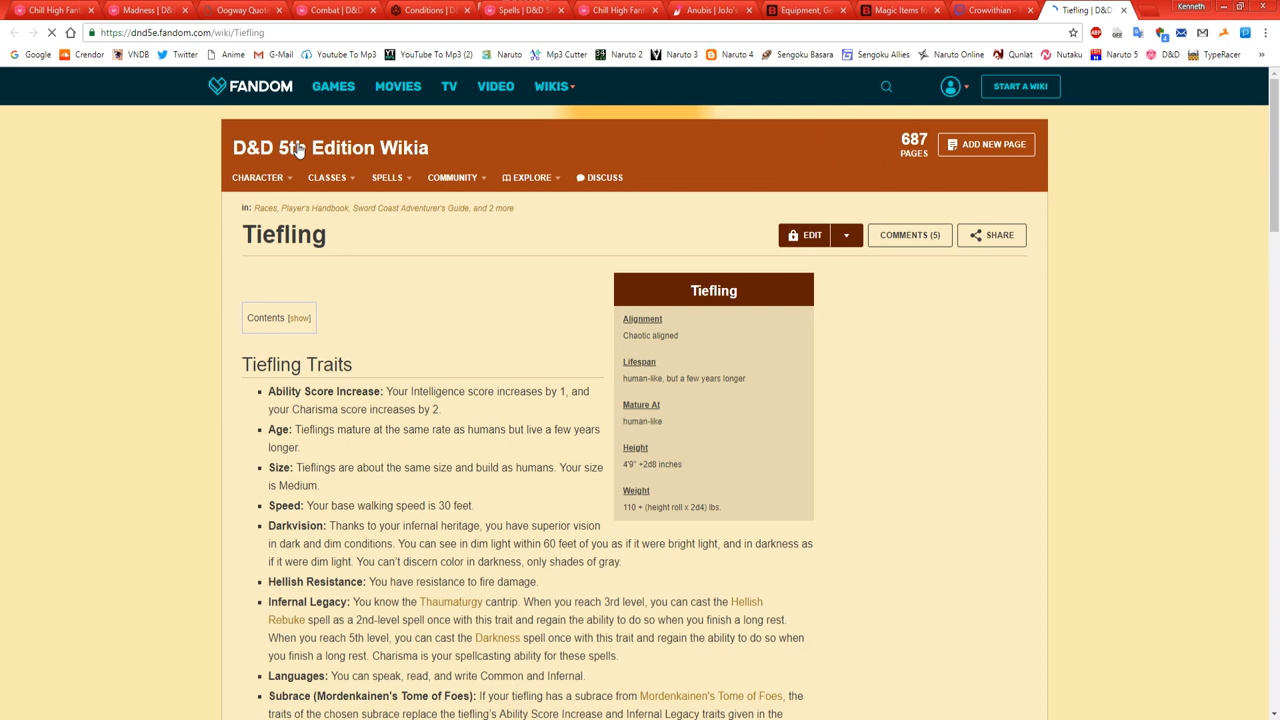 Chill High Fant
Madness | D&
Oogway Quot
Combat | D&D
Conditions | D
Spells | D&D 5
Chill High Fant
Anubis | JoJo's
Equipment, Ge
Magic Items fo
Crowvithian -
Tiefling | D&D
Kenneth
https://dnd5e.fandom.com/wiki/Tiefling
Google Crendor VNDB Twitter Anime G-Mail YouTube To MP3 YouTube To MP3 (2) Naruto Mp3 Cutter Naruto 2 Naruto 3 Naruto 4 Sengoku Basara Sengoku Allies Naruto Online Qunlat Nutaku Naruto 5 D&D TypeRacer »
FANDOM GAMES MOVIES TV VIDEO WIKIS START A WIKI
D&D 5th Edition Wikia
687
PAGES
ADD NEW PAGE
CHARACTER CLASSES SPELLS COMMUNITY EXPLORE DISCUSS
in: Races, Player's Handbook, Sword Coast Adventurer's Guide, and 2 more
Tiefling
EDIT COMMENTS (5) SHARE
Contents [show]
Tiefling
Alignment
Chaotic aligned
Lifespan
human-like, but a few years longer
Mature At
human-like
Height
4'9" +2d8 inches
Weight
110 + (height roll x 2d4) lbs.
Tiefling Traits
Ability Score Increase: Your Intelligence score increases by 1, and
your Charisma score increases by 2.
Age: Tieflings mature at the same rate as humans but live a few years
longer.
Size: Tieflings are about the same size and build as humans. Your size
is Medium.
Speed: Your base walking speed is 30 feet.
Darkvision: Thanks to your infernal heritage, you have superior vision
in dark and dim conditions. You can see in dim light within 60 feet of you as if it were bright light, and in darkness as
if it were dim light. You can't discern color in darkness, only shades of gray.
Hellish Resistance: You have resistance to fire damage.
Infernal Legacy: You know the Thaumaturgy cantrip. When you reach 3rd level, you can cast the Hellish
Rebuke spell as a 2nd-level spell once with this trait and regain the ability to do so when you finish a long rest.
When you reach 5th level, you can cast the Darkness spell once with this trait and regain the ability to do so when
you finish a long rest. Charisma is your spellcasting ability for these spells.
Languages: You can speak, read, and write Common and Infernal.
Subrace (Mordenkainen's Tome of Foes): If your tiefling has a subrace from Mordenkainen's Tome of Foes, the
traits of the chosen subrace replace the tiefling's Ability Score Increase and Infernal Legacy traits given in the